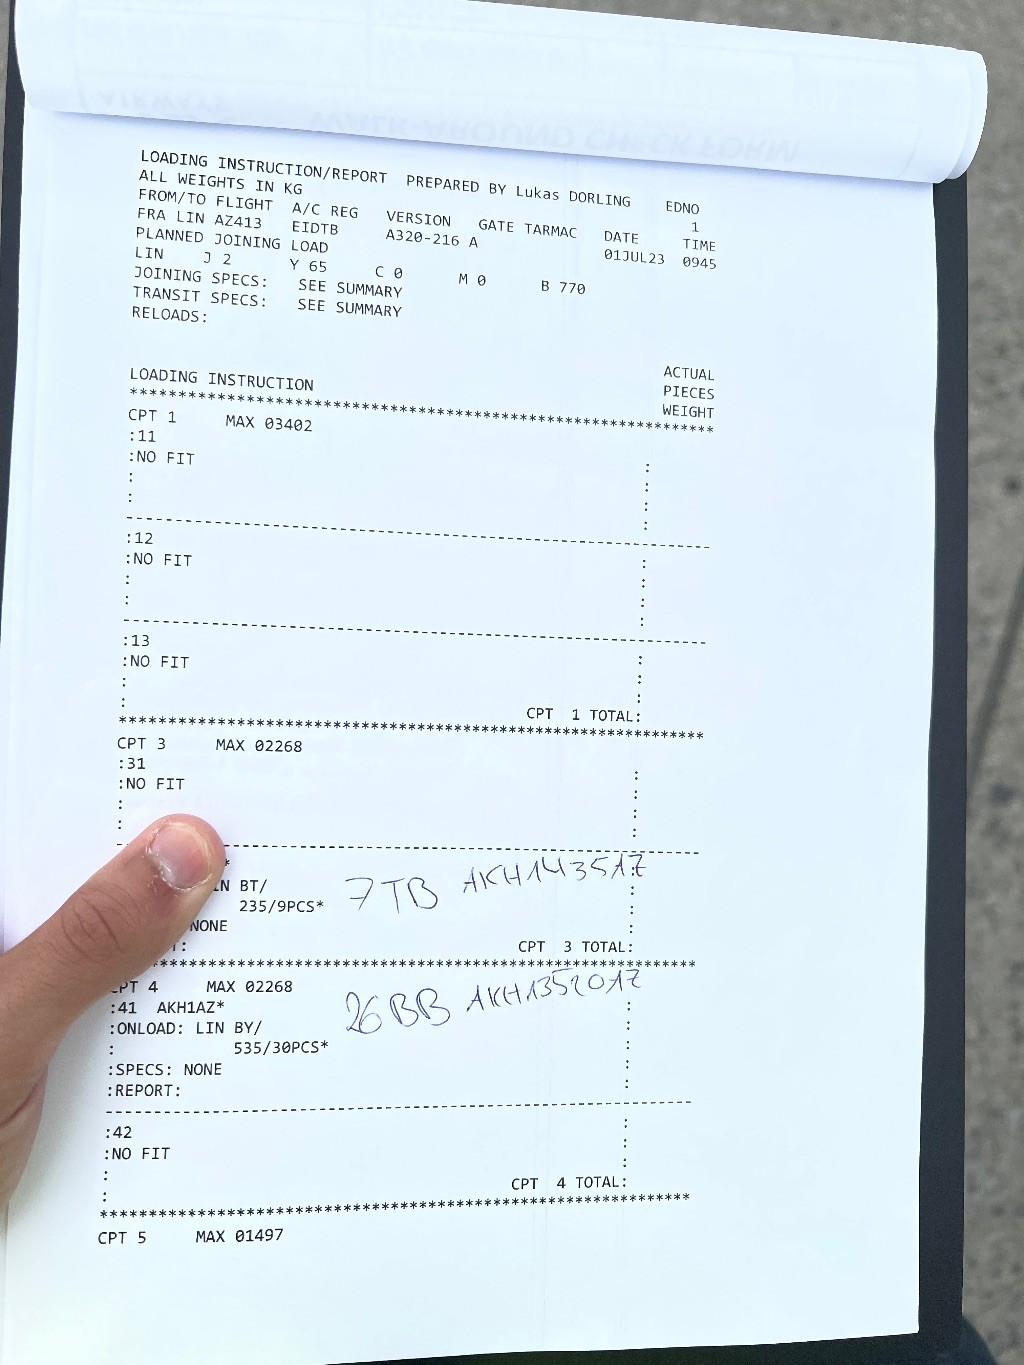 LOADING INSTRUCTION/REPORT PREPARED BY Lukas DORLING EDNO
ALL WEIGHTS IN KG 1
FROM/TO FLIGHT A/C REG VERSION GATE TARMAC DATE TIME
FRA LIN AZ413 EIDTB A320-216 A 01JUL23 0945
PLANNED JOINING LOAD
LIN J 2 Y 65 C 0 M 0 B 770
JOINING SPECS: SEE SUMMARY
TRANSIT SPECS: SEE SUMMARY
RELOADS:
ACTUAL
PIECES
LOADING INSTRUCTION WEIGHT
************************************************************
CPT 1 MAX 03402
:11
:NO FIT :
: :
: :
:
------------------------------------------------------------
:12
:NO FIT :
: :
: :
:
------------------------------------------------------------
:13
:NO FIT :
: :
: CPT 1 TOTAL:
************************************************************
CPT 3 MAX 02268
:31
:NO FIT :
: :
: :
------------------------------------------------------------
*
IN BT/ 7TB AKH1435AZ
235/9PCS*
NONE
: CPT 3 TOTAL:
************************************************************
CPT 4 MAX 02268
:41 AKH1AZ* 26BB AKH1352AZ
:ONLOAD: LIN BY/
: 535/30PCS*
:SPECS: NONE
:REPORT:
------------------------------------------------------------
:42
:NO FIT :
: :
: CPT 4 TOTAL:
************************************************************
CPT 5 MAX 01497